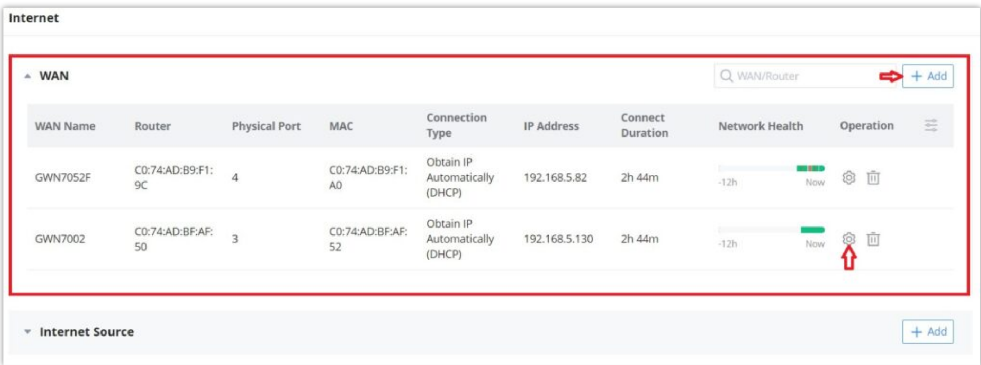 Internet
WAN
WAN/Router
+ Add
WAN Name Router Physical Port MAC Connection Type IP Address Connect Duration Network Health Operation
GWN7052F C0:74:AD:B9:F1:9C 4 C0:74:AD:B9:F1:A0 Obtain IP Automatically (DHCP) 192.168.5.82 2h 44m -12h Now
GWN7002 C0:74:AD:BF:AF:50 3 C0:74:AD:BF:AF:52 Obtain IP Automatically (DHCP) 192.168.5.130 2h 44m -12h Now
Internet Source
+ Add